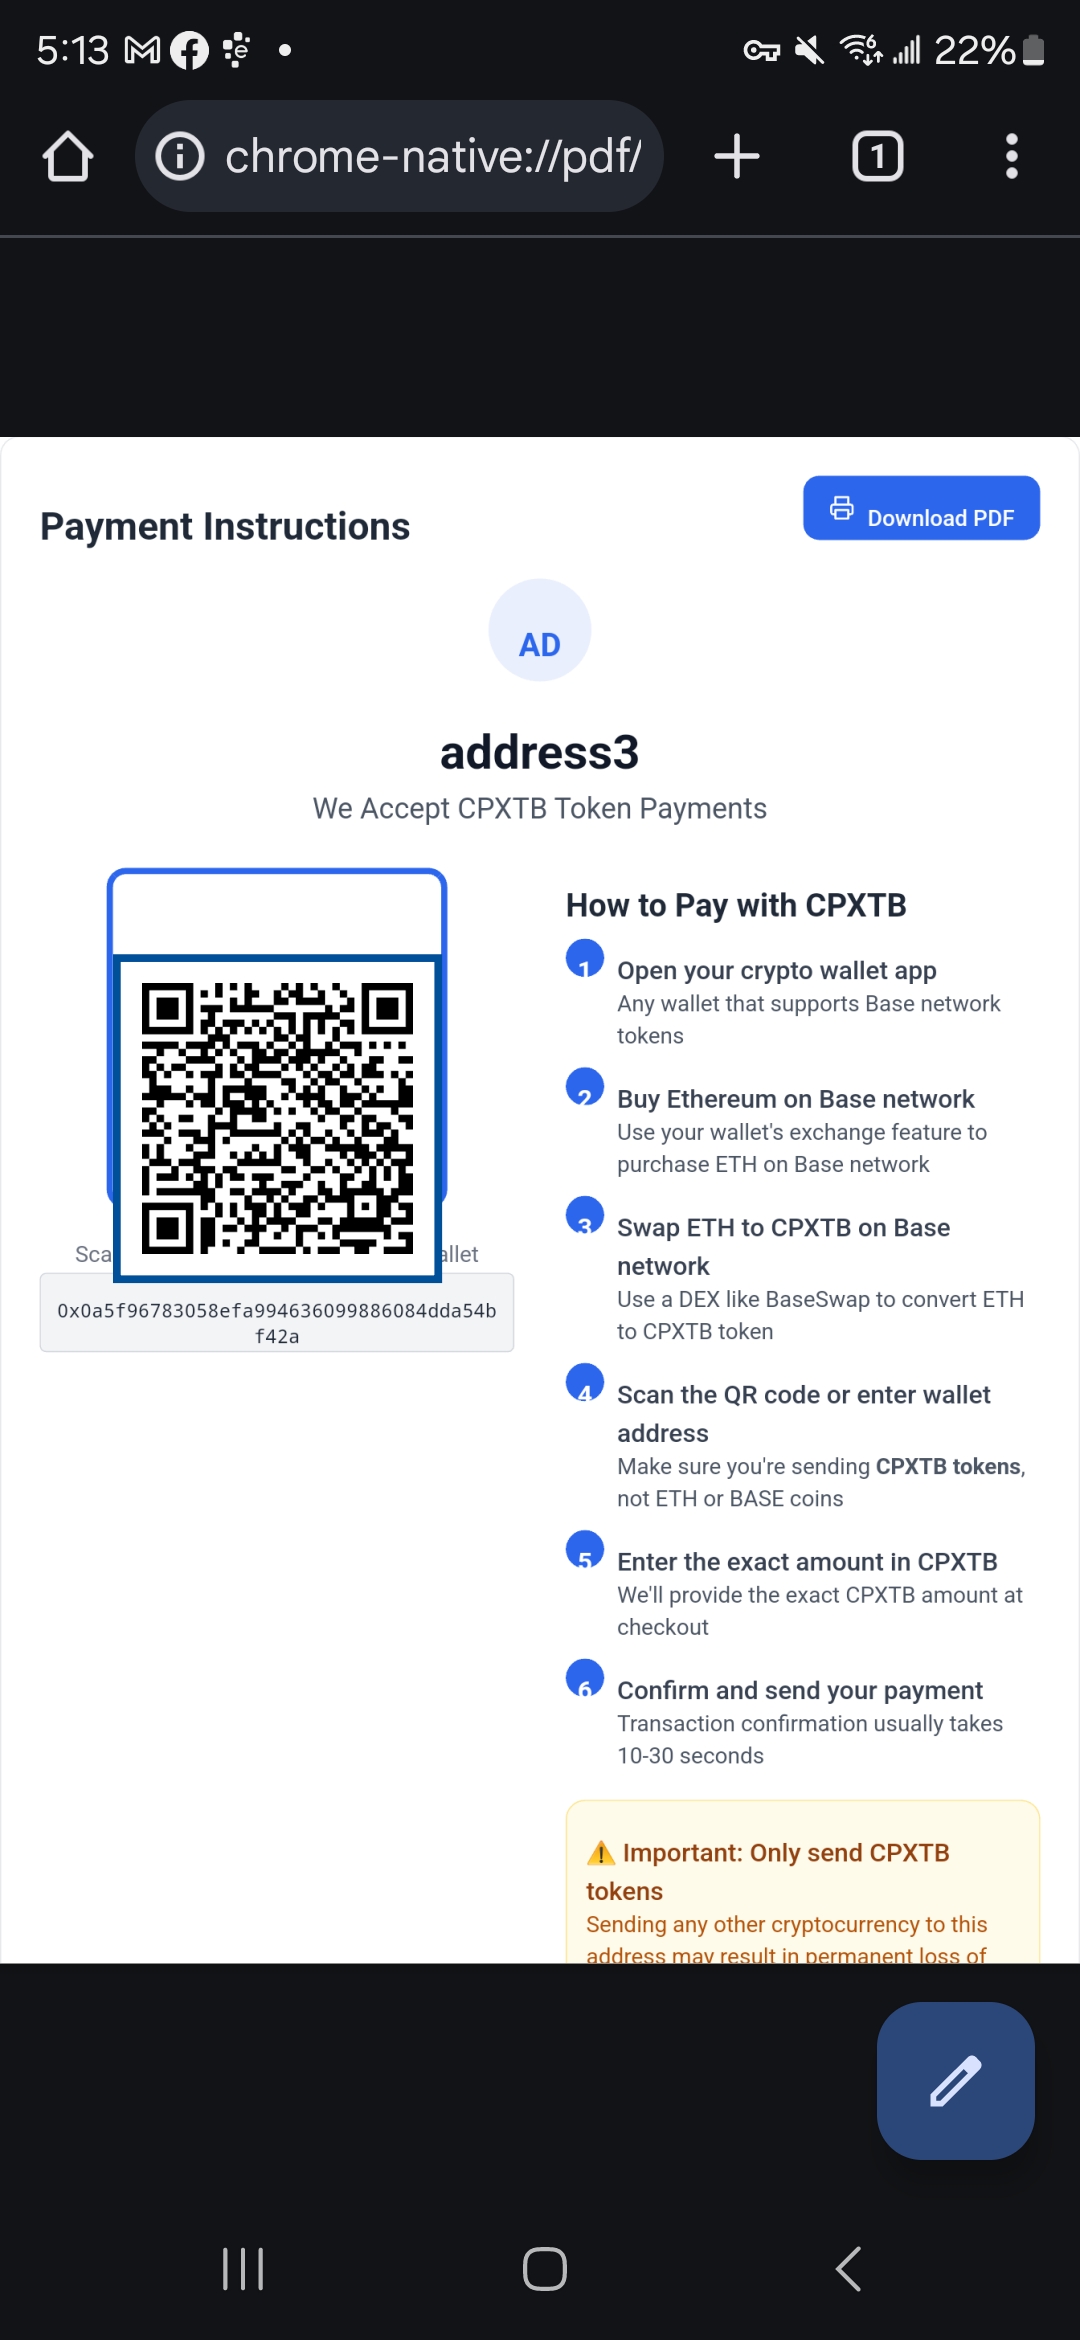 5:13
22%
chrome-native://pdf/
1
Payment Instructions
Download PDF
AD
address3
We Accept CPXTB Token Payments
Sca
allet
0x0a5f96783058efa994636099886084dda54b
f42a
How to Pay with CPXTB
1
Open your crypto wallet app
Any wallet that supports Base network
tokens
2
Buy Ethereum on Base network
Use your wallet's exchange feature to
purchase ETH on Base network
3
Swap ETH to CPXTB on Base
network
Use a DEX like BaseSwap to convert ETH
to CPXTB token
4
Scan the QR code or enter wallet
address
Make sure you're sending CPXTB tokens,
not ETH or BASE coins
5
Enter the exact amount in CPXTB
We'll provide the exact CPXTB amount at
checkout
6
Confirm and send your payment
Transaction confirmation usually takes
10-30 seconds
⚠️ Important: Only send CPXTB
tokens
Sending any other cryptocurrency to this
address may result in permanent loss of